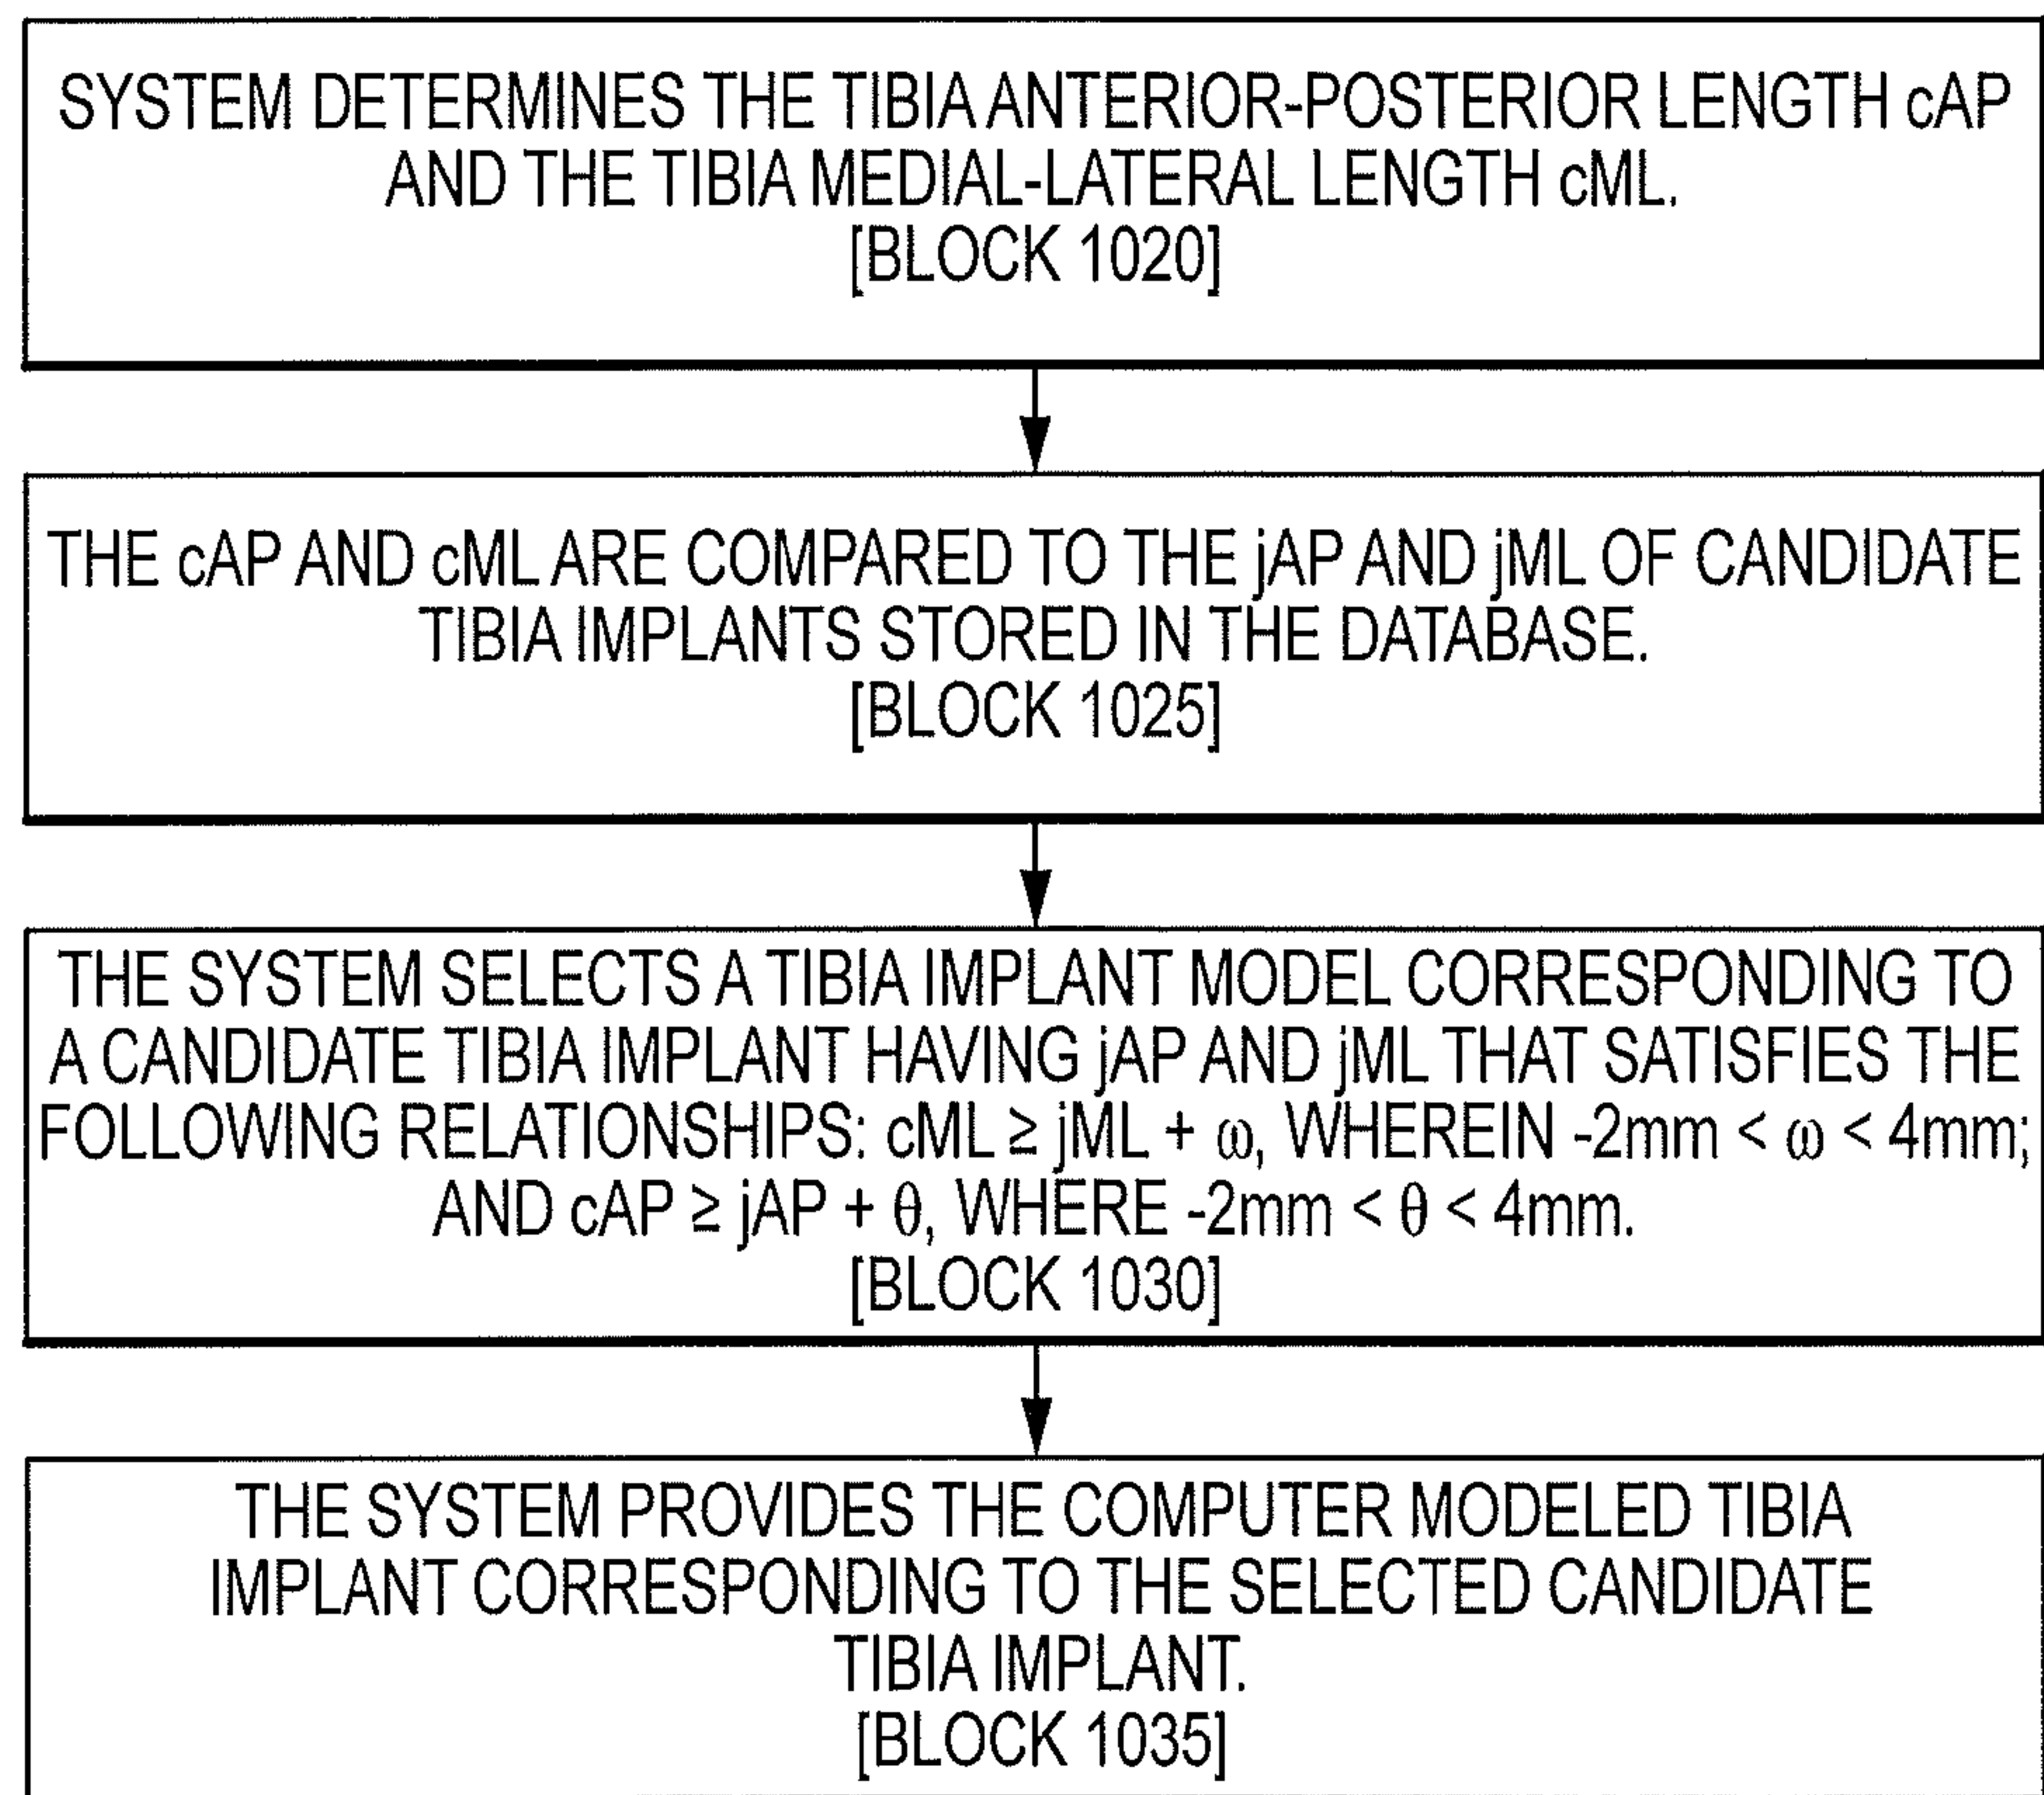 SYSTEM DETERMINES THE TIBIA ANTERIOR-POSTERIOR LENGTH cAP
AND THE TIBIA MEDIAL-LATERAL LENGTH cML.
[BLOCK 1020]
THE cAP AND cML ARE COMPARED TO THE jAP AND jML OF CANDIDATE
TIBIA IMPLANTS STORED IN THE DATABASE.
[BLOCK 1025]
THE SYSTEM SELECTS A TIBIA IMPLANT MODEL CORRESPONDING TO
A CANDIDATE TIBIA IMPLANT HAVING jAP AND jML THAT SATISFIES THE
FOLLOWING RELATIONSHIPS: cML ≥ jML + ω, WHEREIN -2mm < ω < 4mm;
AND cAP ≥ jAP + θ, WHERE -2mm < θ < 4mm.
[BLOCK 1030]
THE SYSTEM PROVIDES THE COMPUTER MODELED TIBIA
IMPLANT CORRESPONDING TO THE SELECTED CANDIDATE
TIBIA IMPLANT.
[BLOCK 1035]